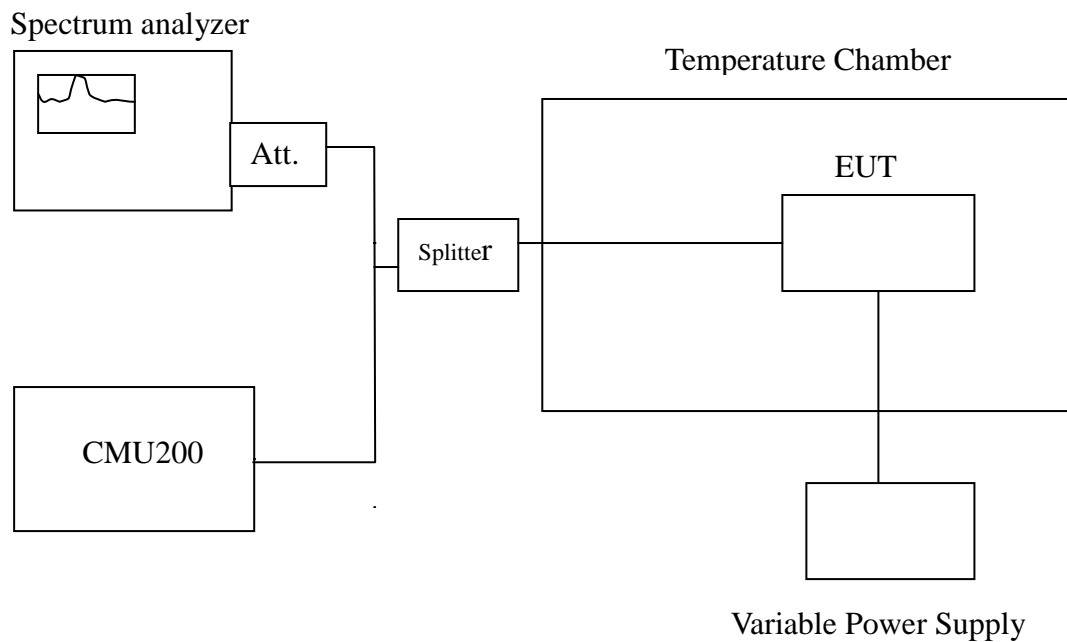 Spectrum analyzer
Temperature Chamber
Att.
EUT
Splitter
CMU200
Variable Power Supply